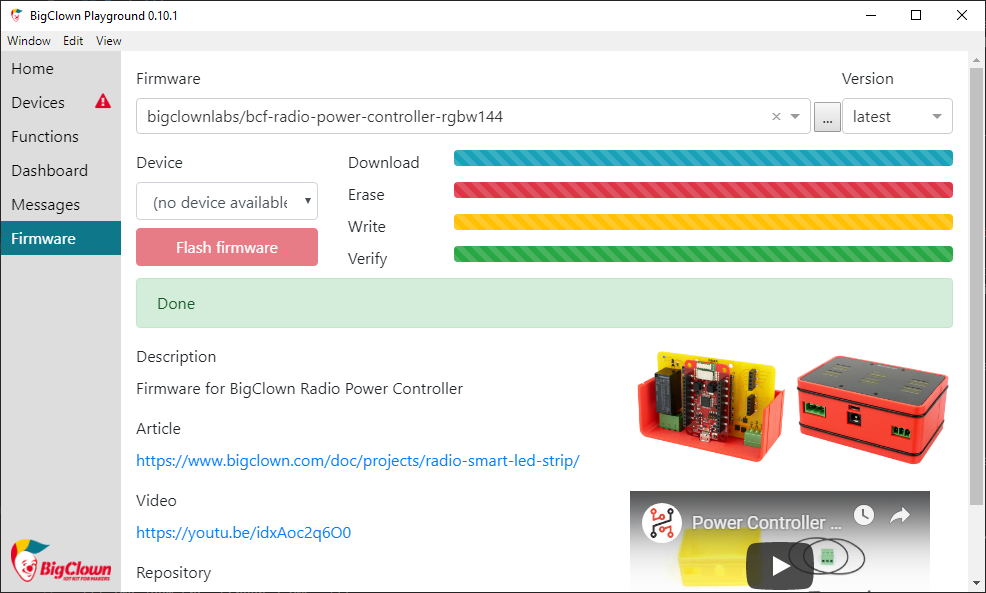 BigClown Playground 0.10.1
Window Edit View
Home
Devices
Functions
Dashboard
Messages
Firmware
BigClown
IOT KIT FOR MAKERS
Firmware
Version
bigclownlabs/bcf-radio-power-controller-rgbw144
...
latest
Device
(no device available
Flash firmware
Download
Erase
Write
Verify
Done
Description
Firmware for BigClown Radio Power Controller
Article
https://www.bigclown.com/doc/projects/radio-smart-led-strip/
Video
https://youtu.be/idxAoc2q6O0
Repository
Power Controller ...